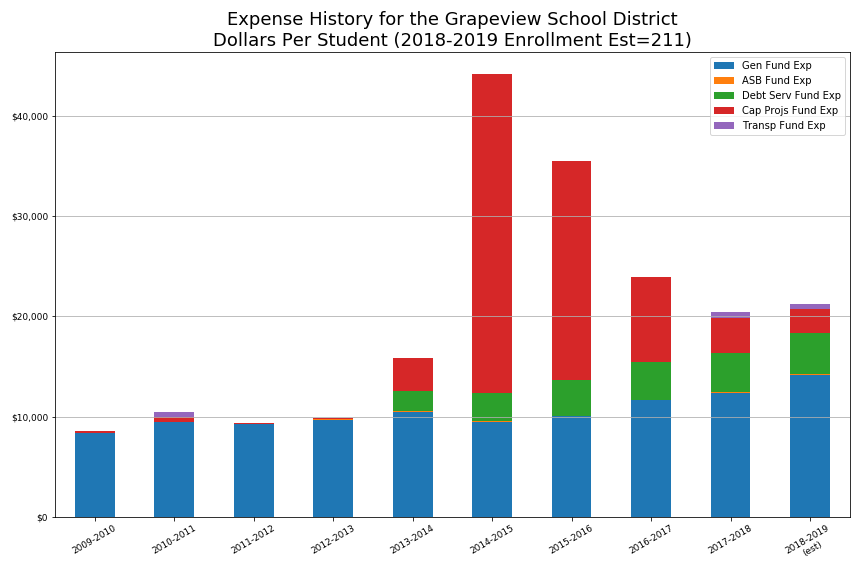 Expense History for the Grapeview School District
Dollars Per Student (2018-2019 Enrollment Est=211)
Gen Fund Exp
ASB Fund Exp
Debt Serv Fund Exp
Cap Projs Fund Exp
Transp Fund Exp
$40,000
$30,000
$20,000
$10,000
$0
2009-2010
2010-2011
2011-2012
2012-2013
2013-2014
2014-2015
2015-2016
2016-2017
2017-2018
2018-2019
(est)